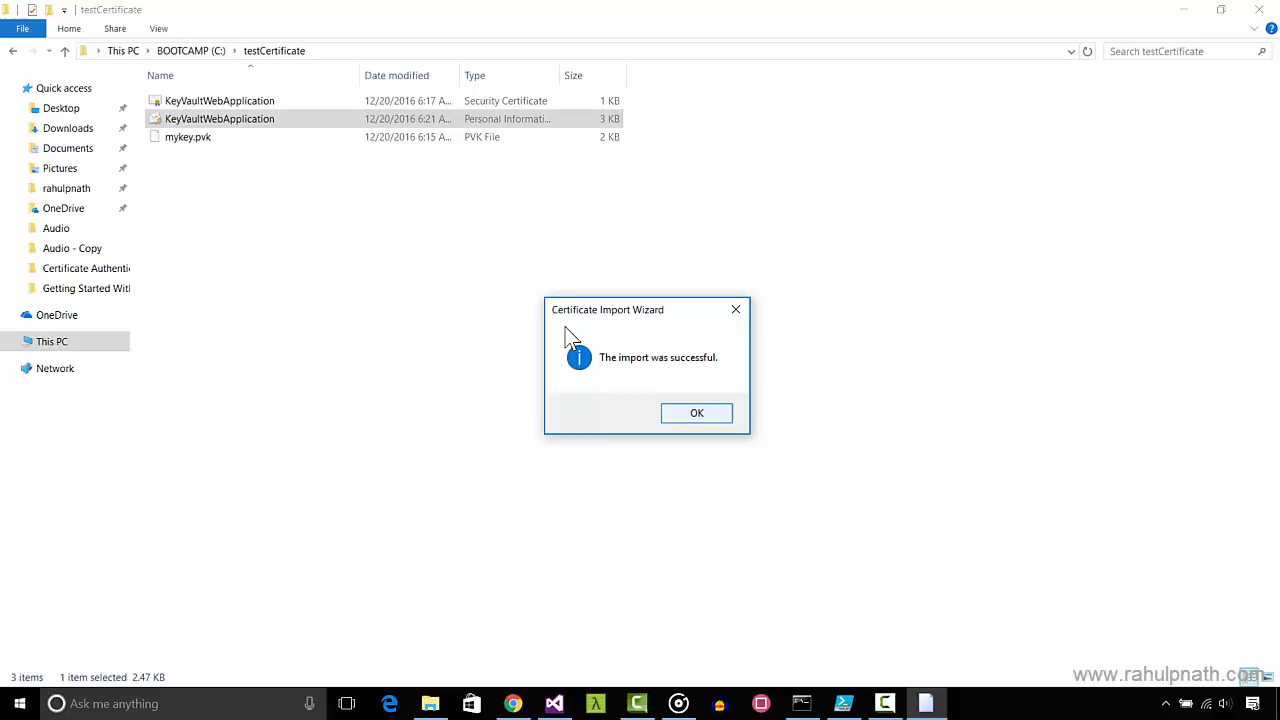 testCertificate
File Home Share View
This PC BOOTCAMP (C:) testCertificate Search testCertificate
Name Date modified Type Size
Quick access
Desktop
Downloads
Documents
Pictures
rahulpnath
OneDrive
Audio
Audio - Copy
Certificate Authenti
Getting Started Wit
OneDrive
This PC
Network
KeyVaultWebApplication 12/20/2016 6:17 A... Security Certificate 1 KB
KeyVaultWebApplication 12/20/2016 6:21 A... Personal Informati... 3 KB
mykey.pvk 12/20/2016 6:15 A... PVK File 2 KB
Certificate Import Wizard
The import was successful.
OK
3 items 1 item selected 2.47 KB
www.rahulpnath.com
Ask me anything